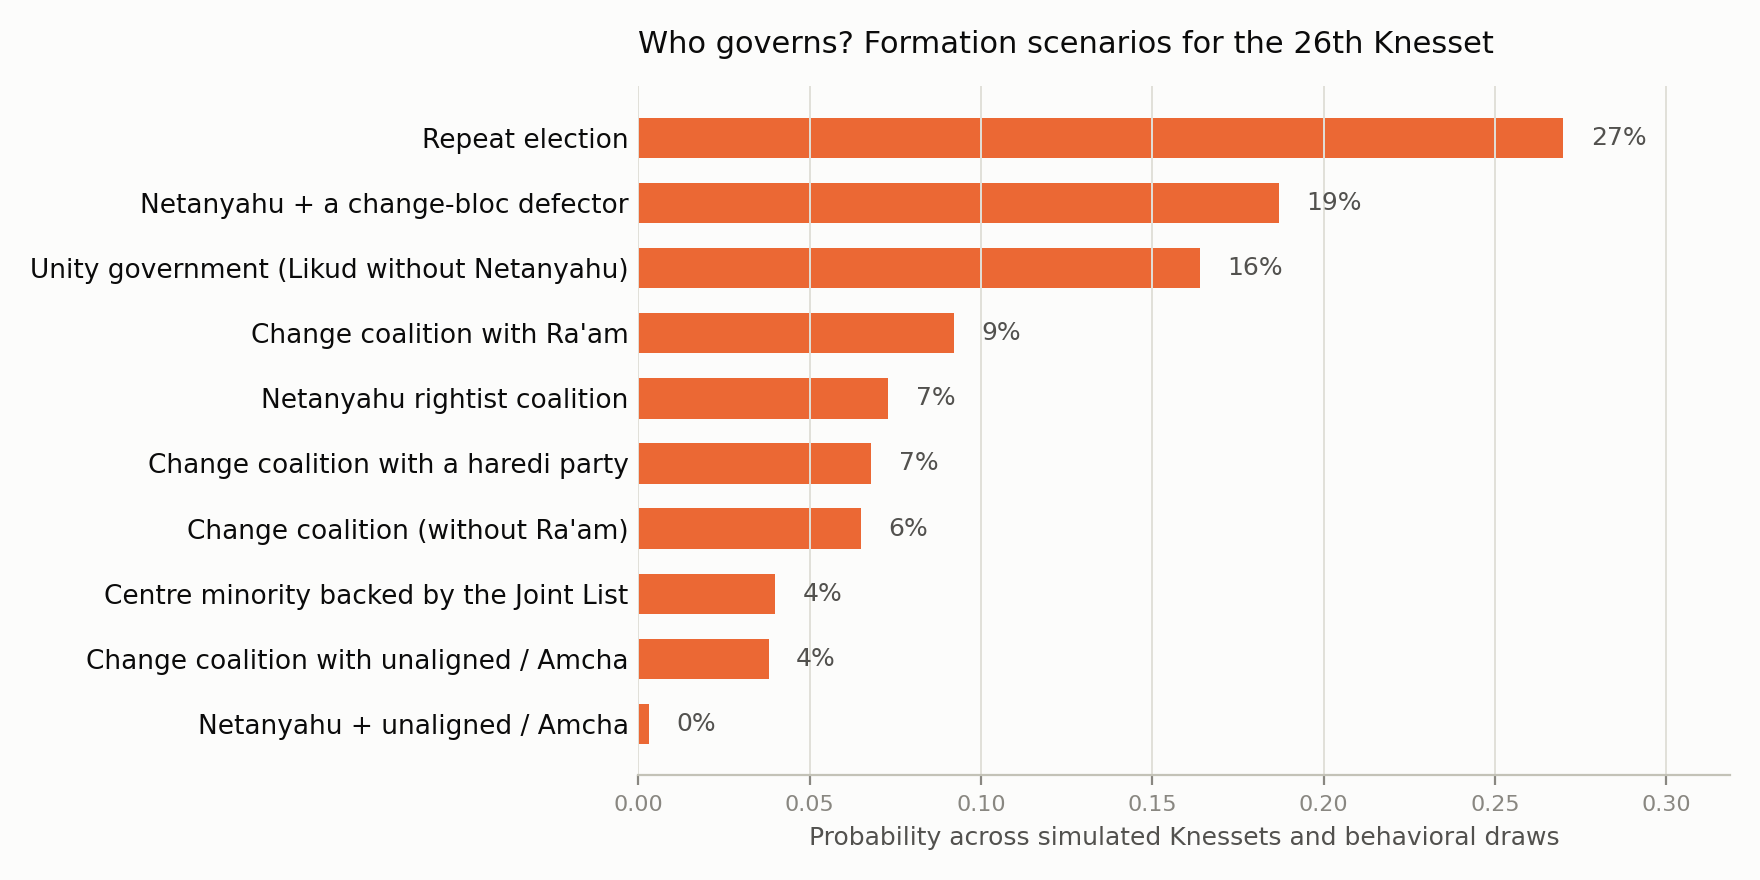 Who governs? Formation scenarios for the 26th Knesset
Repeat election 27%
Netanyahu + a change-bloc defector 19%
Unity government (Likud without Netanyahu) 16%
Change coalition with Ra'am 9%
Netanyahu rightist coalition 7%
Change coalition with a haredi party 7%
Change coalition (without Ra'am) 6%
Centre minority backed by the Joint List 4%
Change coalition with unaligned / Amcha 4%
Netanyahu + unaligned / Amcha 0%
0.00 0.05 0.10 0.15 0.20 0.25 0.30
Probability across simulated Knessets and behavioral draws